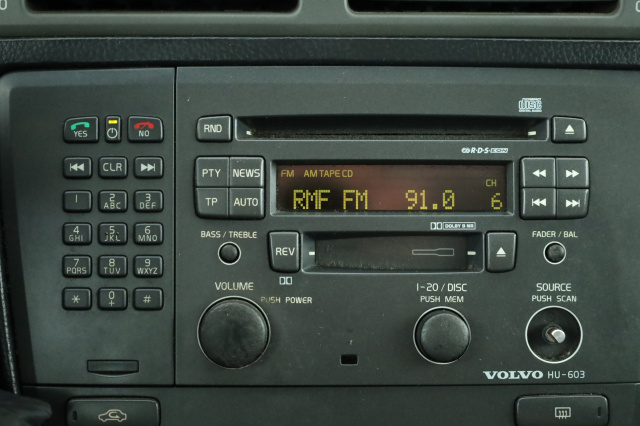 YES NO
CLR
1 2 ABC 3 DEF
4 GHI 5 JKL 6 MNO
7 PQRS 8 TUV 9 WXYZ
* 0 + #
RND
R·D·S·EON
PTY NEWS
TP AUTO
FM AM TAPE CD
CH
RMF FM 91.0 6
DOLBY B NR
BASS / TREBLE
REV
FADER / BAL
VOLUME
PUSH POWER
1-20 / DISC
PUSH MEM
SOURCE
PUSH SCAN
VOLVO HU-603